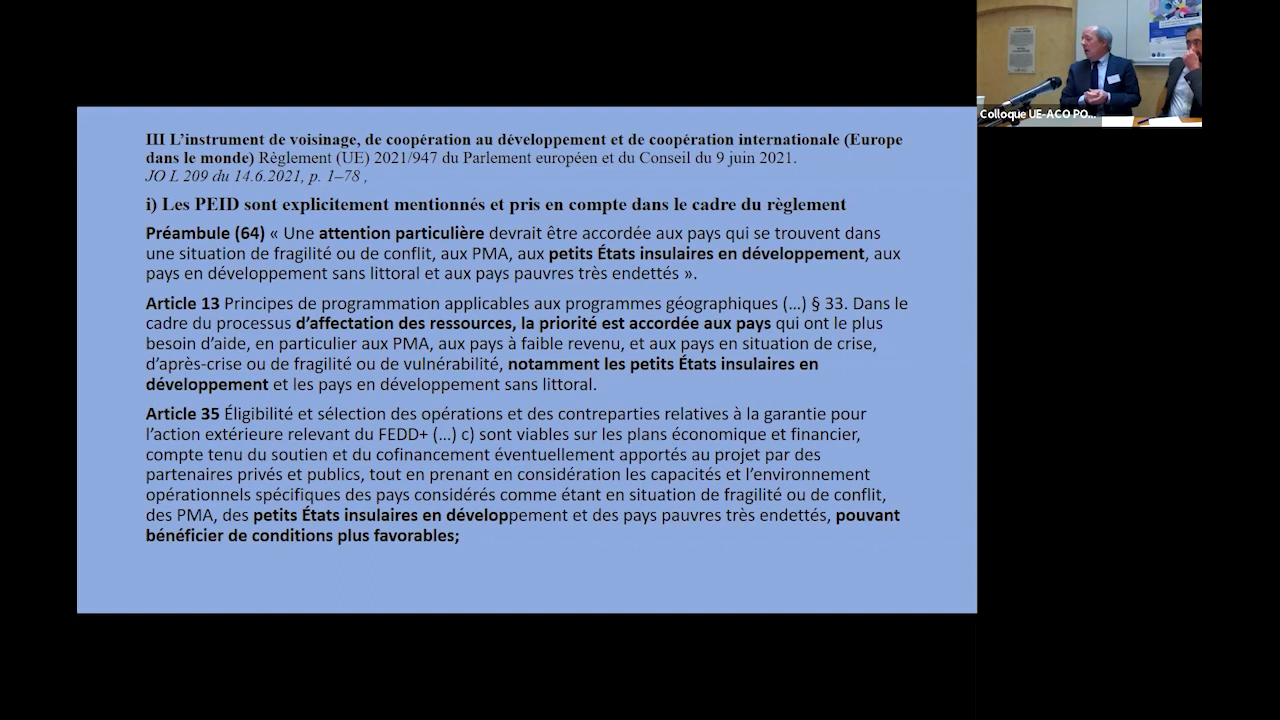 III L’instrument de voisinage, de coopération au développement et de coopération internationale (Europe
dans le monde) Règlement (UE) 2021/947 du Parlement européen et du Conseil du 9 juin 2021.
JO L 209 du 14.6.2021, p. 1–78 ,
i) Les PEID sont explicitement mentionnés et pris en compte dans le cadre du règlement
Préambule (64) « Une attention particulière devrait être accordée aux pays qui se trouvent dans
une situation de fragilité ou de conflit, aux PMA, aux petits États insulaires en développement, aux
pays en développement sans littoral et aux pays pauvres très endettés ».
Article 13 Principes de programmation applicables aux programmes géographiques (…) § 33. Dans le
cadre du processus d’affectation des ressources, la priorité est accordée aux pays qui ont le plus
besoin d’aide, en particulier aux PMA, aux pays à faible revenu, et aux pays en situation de crise,
d’après-crise ou de fragilité ou de vulnérabilité, notamment les petits États insulaires en
développement et les pays en développement sans littoral.
Article 35 Éligibilité et sélection des opérations et des contreparties relatives à la garantie pour
l’action extérieure relevant du FEDD+ (…) c) sont viables sur les plans économique et financier,
compte tenu du soutien et du cofinancement éventuellement apportés au projet par des
partenaires privés et publics, tout en prenant en considération les capacités et l’environnement
opérationnels spécifiques des pays considérés comme étant en situation de fragilité ou de conflit,
des PMA, des petits États insulaires en développement et des pays pauvres très endettés, pouvant
bénéficier de conditions plus favorables;
Colloque UE-ACO PO...